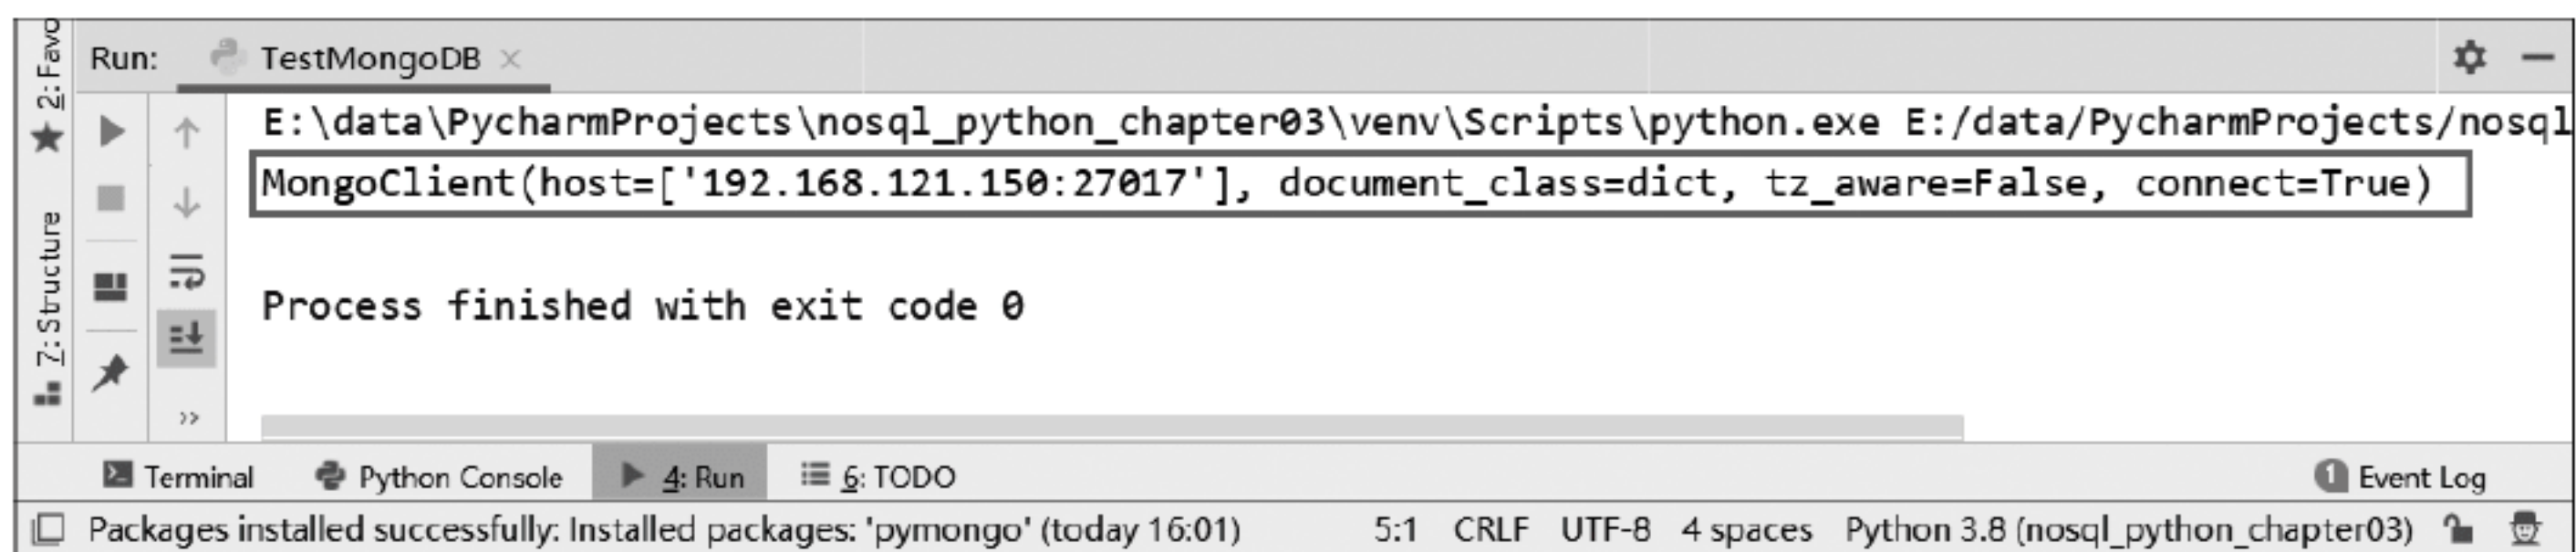 2: Favo
7: Structure
Run: TestMongoDB ×
E:\data\PycharmProjects\nosql_python_chapter03\venv\Scripts\python.exe E:/data/PycharmProjects/nosql
MongoClient(host=['192.168.121.150:27017'], document_class=dict, tz_aware=False, connect=True)
Process finished with exit code 0
»
Terminal Python Console 4: Run 6: TODO 1 Event Log
Packages installed successfully: Installed packages: 'pymongo' (today 16:01) 5:1 CRLF UTF-8 4 spaces Python 3.8 (nosql_python_chapter03)